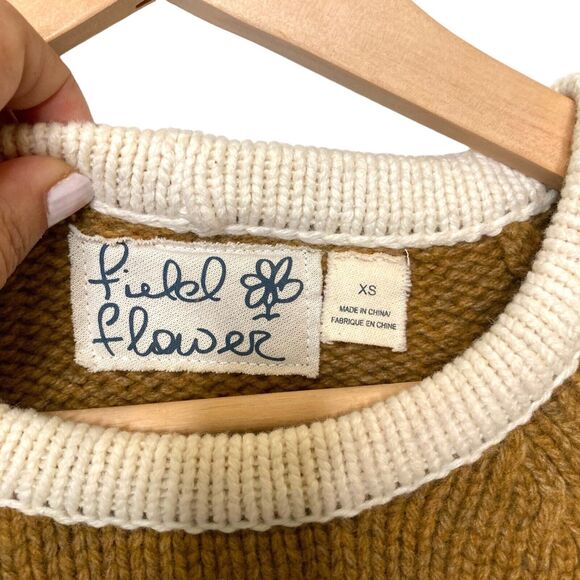 field
flower
XS
MADE IN CHINA/
FABRIQUE EN CHINE